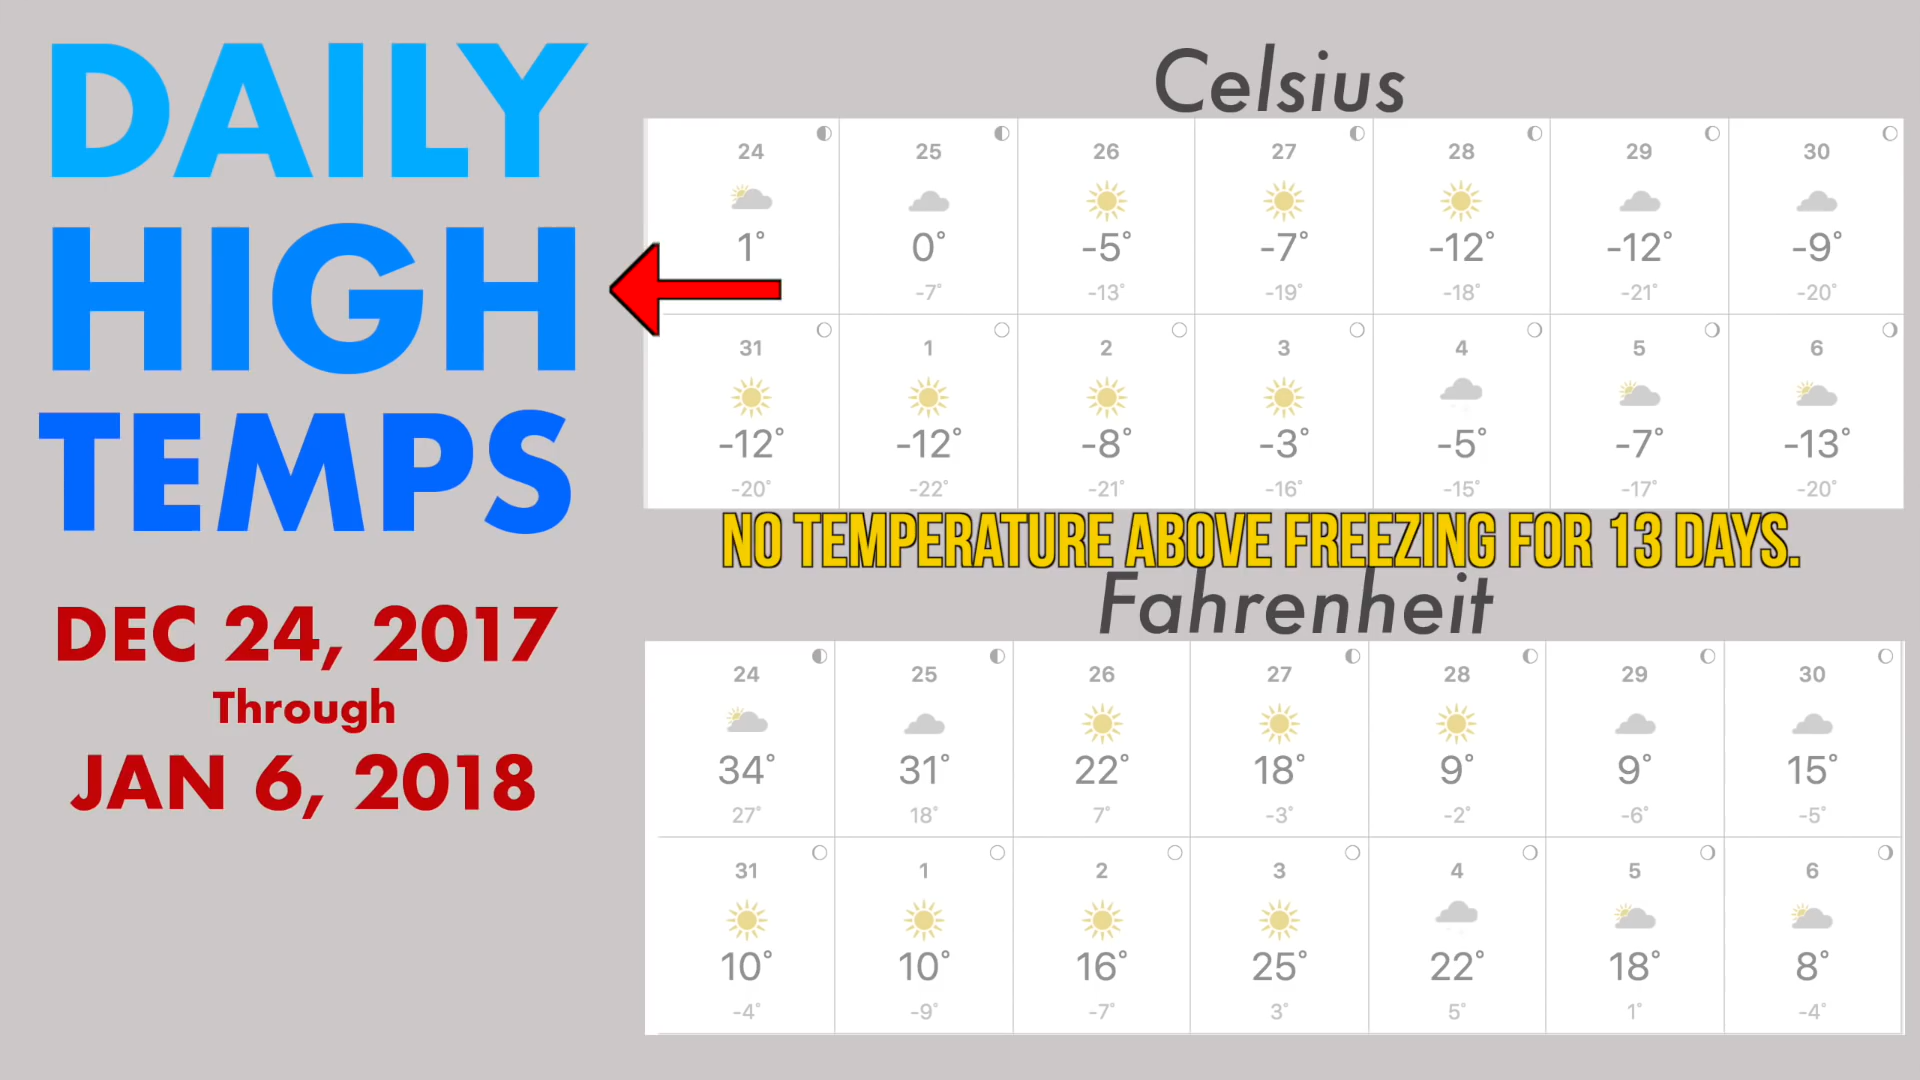 DAILY
HIGH
TEMPS
DEC 24, 2017
Through
JAN 6, 2018
Celsius
24 25 26 27 28 29 30
1° 0° -5° -7° -12° -12° -9°
-7° -13° -19° -18° -21° -20°
31 1 2 3 4 5 6
-12° -12° -8° -3° -5° -7° -13°
-20° -22° -21° -16° -15° -17° -20°
NO TEMPERATURE ABOVE FREEZING FOR 13 DAYS.
Fahrenheit
24 25 26 27 28 29 30
34° 31° 22° 18° 9° 9° 15°
27° 18° 7° -3° -2° -6° -5°
31 1 2 3 4 5 6
10° 10° 16° 25° 22° 18° 8°
-4° -9° -7° 3° 5° 1° -4°